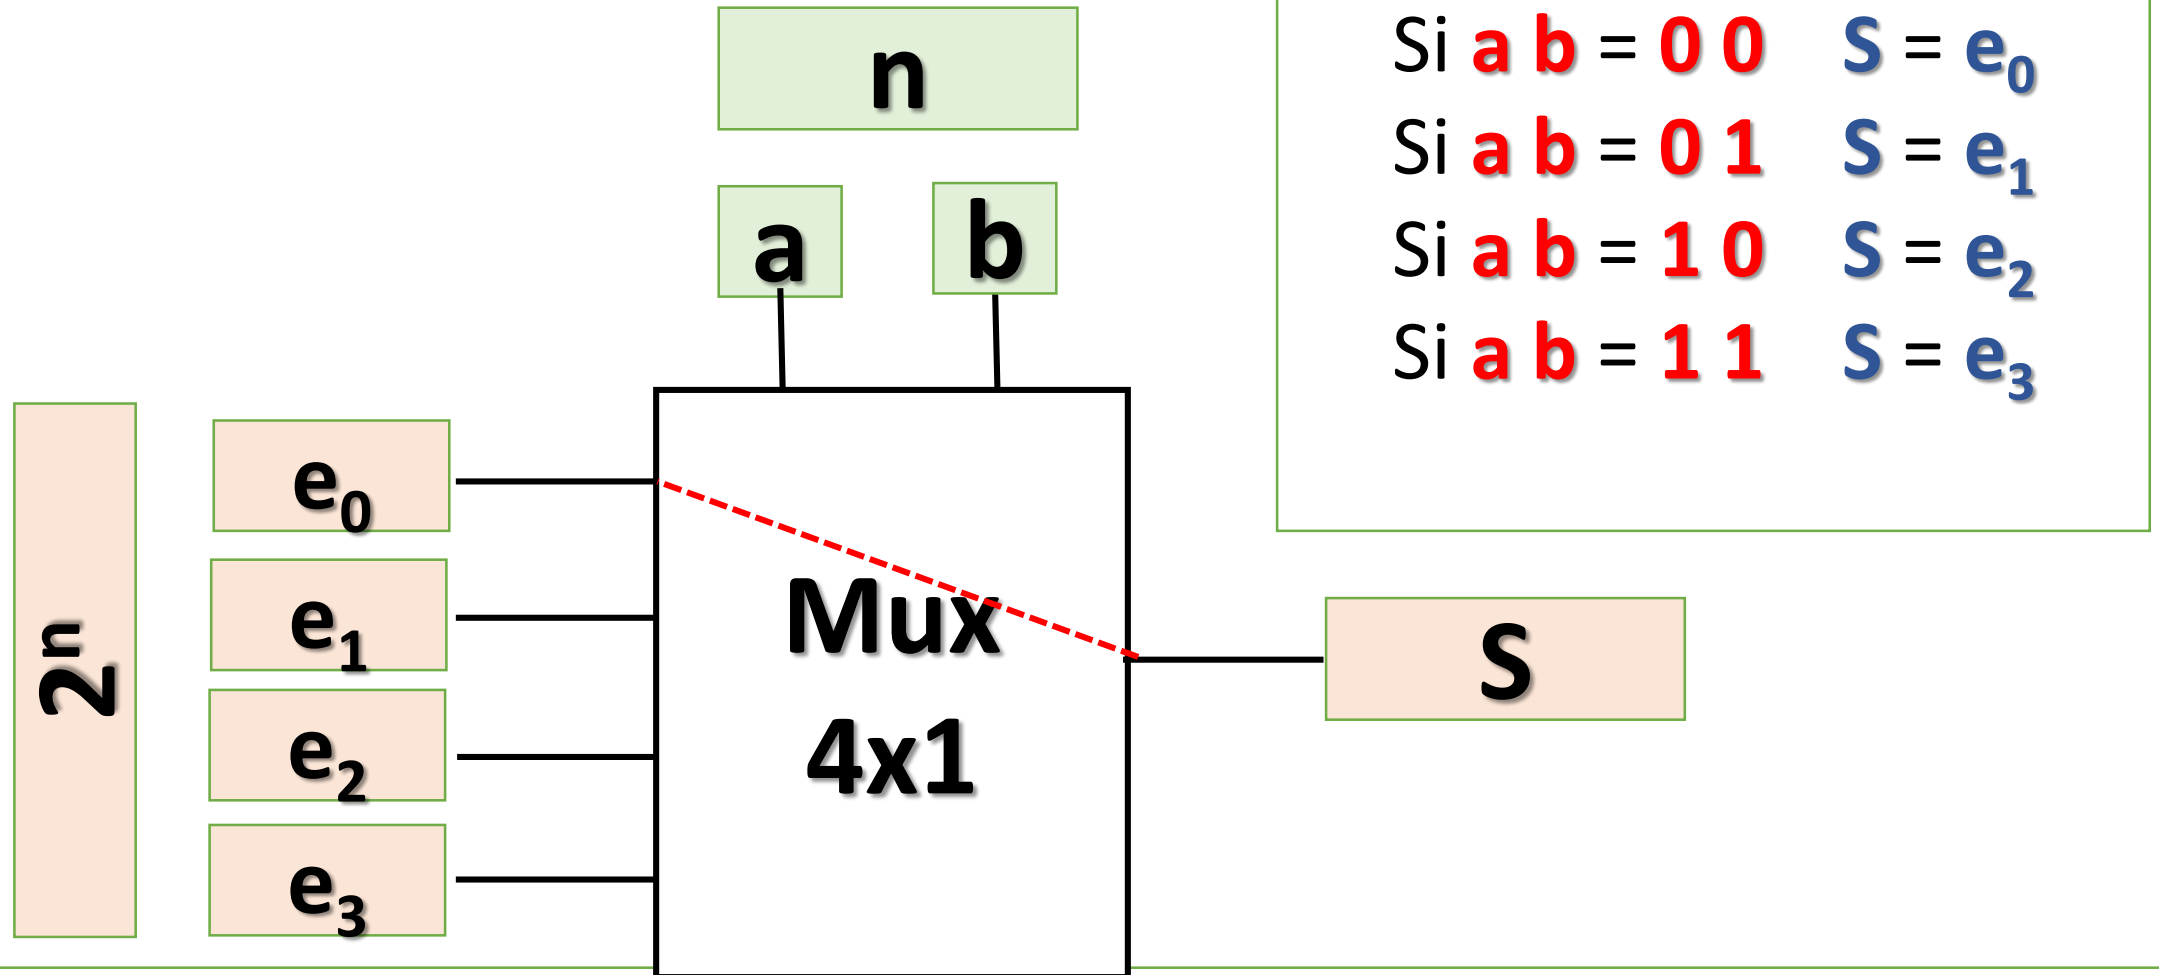 n
a b
Si a b = 0 0 S = e₀
Si a b = 0 1 S = e₁
Si a b = 1 0 S = e₂
Si a b = 1 1 S = e₃
2ⁿ
e₀
e₁
e₂
e₃
Mux
4x1
S